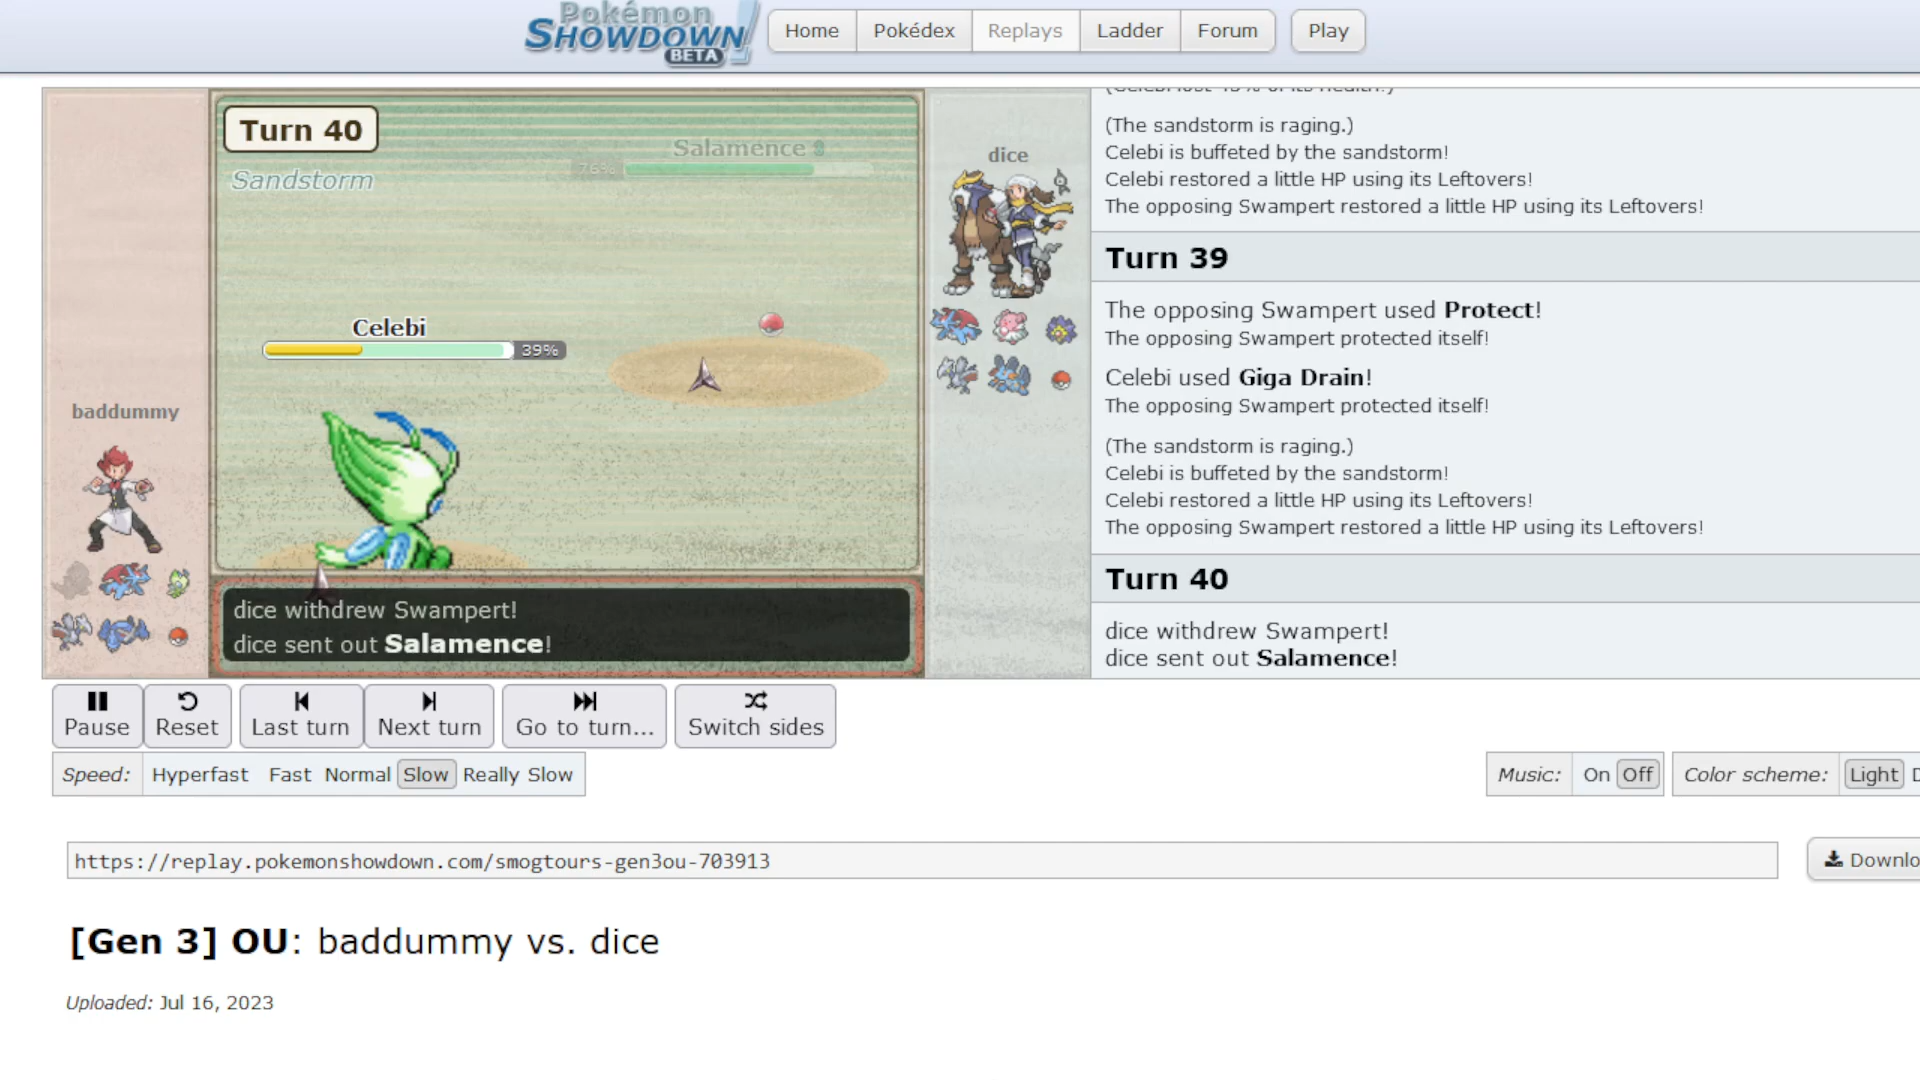 Pokémon
SHOWDOWN!
BETA
Home
Pokédex
Replays
Ladder
Forum
Play
Turn 40
Sandstorm
Salamence
76%
Celebi
39%
baddummy
dice
dice withdrew Swampert!
dice sent out Salamence!
(The sandstorm is raging.)
Celebi is buffeted by the sandstorm!
Celebi restored a little HP using its Leftovers!
The opposing Swampert restored a little HP using its Leftovers!
Turn 39
The opposing Swampert used Protect!
The opposing Swampert protected itself!
Celebi used Giga Drain!
The opposing Swampert protected itself!
(The sandstorm is raging.)
Celebi is buffeted by the sandstorm!
Celebi restored a little HP using its Leftovers!
The opposing Swampert restored a little HP using its Leftovers!
Turn 40
dice withdrew Swampert!
dice sent out Salamence!
Pause
Reset
Last turn
Next turn
Go to turn...
Switch sides
Speed: Hyperfast Fast Normal Slow Really Slow
Music: On Off
Color scheme: Light D
https://replay.pokemonshowdown.com/smogtours-gen3ou-703913
Downlo
[Gen 3] OU: baddummy vs. dice
Uploaded: Jul 16, 2023